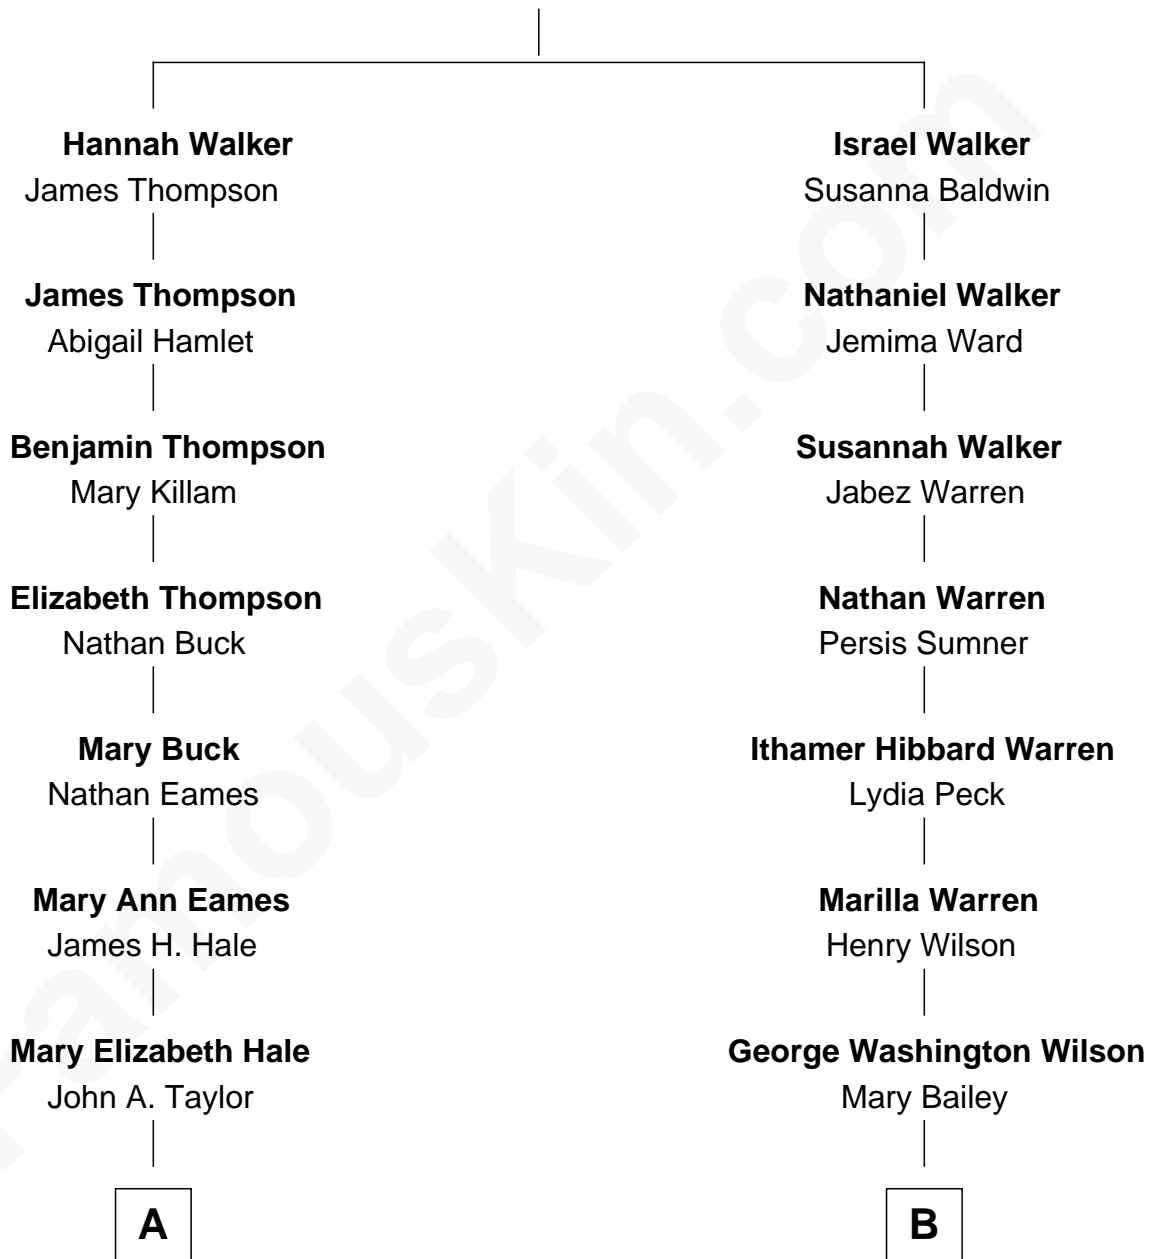 Hannah Walker
James Thompson
James Thompson
Abigail Hamlet
Benjamin Thompson
Mary Killam
Elizabeth Thompson
Nathan Buck
Mary Buck
Nathan Eames
Mary Ann Eames
James H. Hale
Mary Elizabeth Hale
John A. Taylor
A
Israel Walker
Susanna Baldwin
Nathaniel Walker
Jemima Ward
Susannah Walker
Jabez Warren
Nathan Warren
Persis Sumner
Ithamer Hibbard Warren
Lydia Peck
Marilla Warren
Henry Wilson
George Washington Wilson
Mary Bailey
B
FamousKin.com